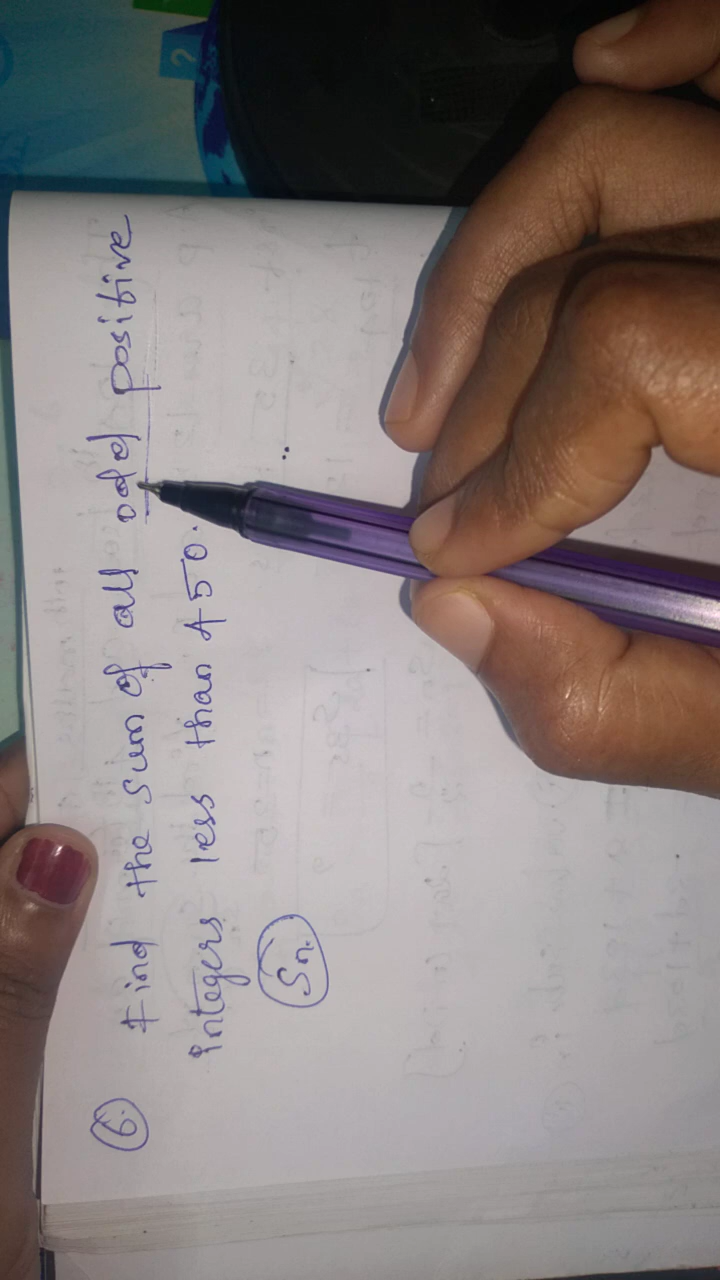 6. Find the sum of all odd positive
integers less than 450.
Sn.